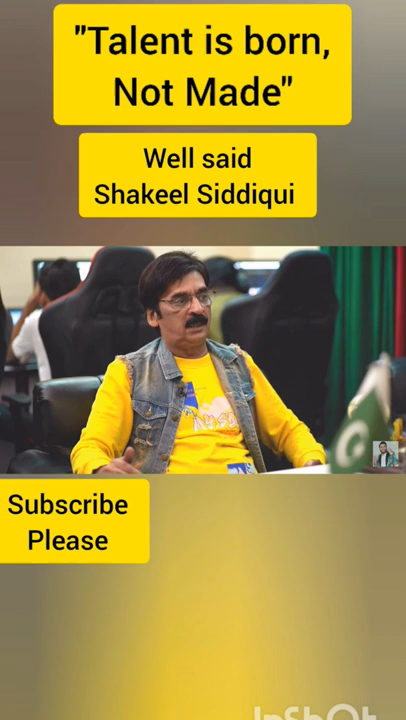 "Talent is born,
Not Made"
Well said
Shakeel Siddiqui
Subscribe
Please
InShOt